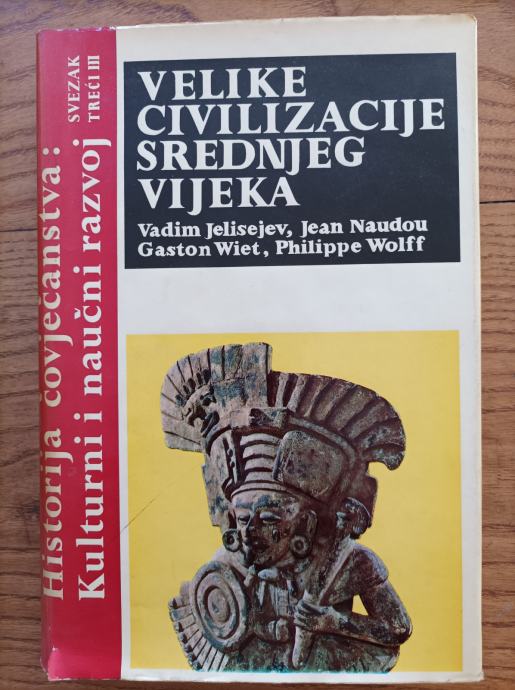 VELIKE
CIVILIZACIJE
SREDNJEG
VIJEKA
Vadim Jelisejev, Jean Naudou
Gaston Wiet, Philippe Wolff
Historija čovječanstva:
Kulturni i naučni razvoj
SVEZAK
TREĆI III